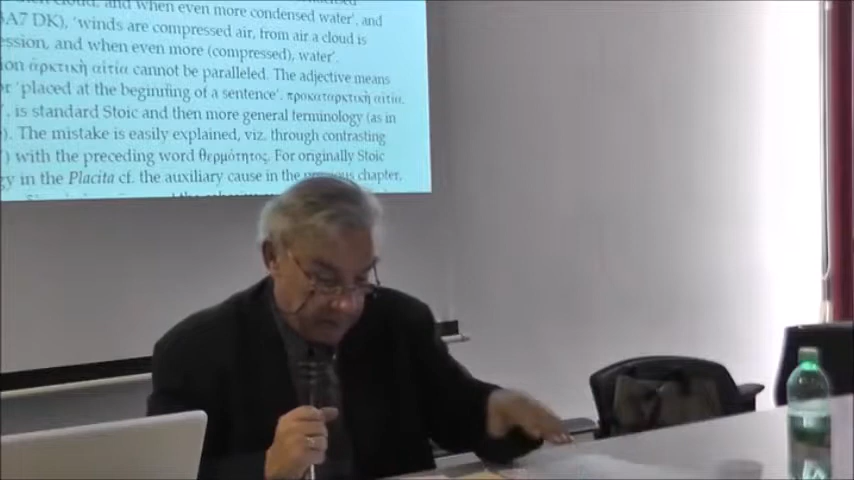 cloud, and when even more condensed water', and
A7 DK), 'winds are compressed air, from air a cloud is
ession, and when even more (compressed), water'.
ion ἀρκτικὴ αἰτία cannot be paralleled. The adjective means
or 'placed at the beginning of a sentence'. προκαταρκτικὴ αἰτία,
'. is standard Stoic and then more general terminology (as in
). The mistake is easily explained, viz. through contrasting
') with the preceding word θερμότητος. For originally Stoic
gy in the Placita cf. the auxiliary cause in the previous chapter,